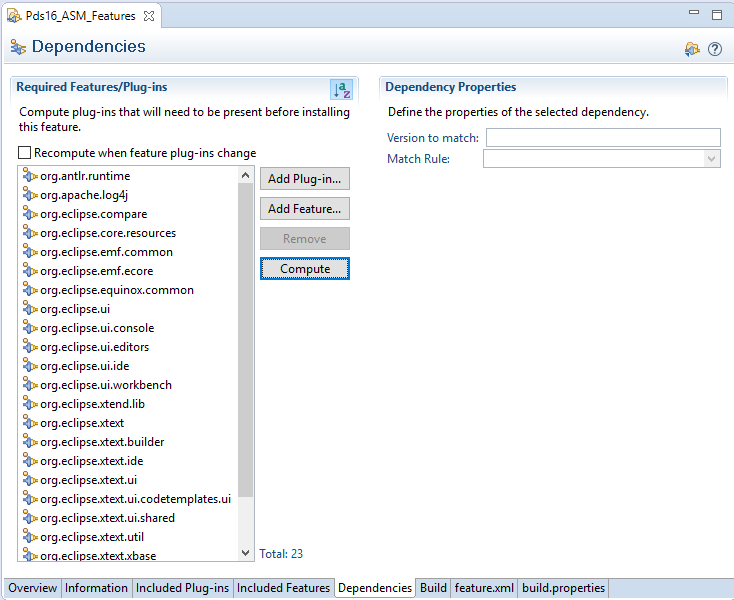 Pds16_ASM_Features
Dependencies
Required Features/Plug-ins
Compute plug-ins that will need to be present before installing
this feature.
Recompute when feature plug-ins change
org.antlr.runtime
org.apache.log4j
org.eclipse.compare
org.eclipse.core.resources
org.eclipse.emf.common
org.eclipse.emf.ecore
org.eclipse.equinox.common
org.eclipse.ui
org.eclipse.ui.console
org.eclipse.ui.editors
org.eclipse.ui.ide
org.eclipse.ui.workbench
org.eclipse.xtend.lib
org.eclipse.xtext
org.eclipse.xtext.builder
org.eclipse.xtext.ide
org.eclipse.xtext.ui
org.eclipse.xtext.ui.codetemplates.ui
org.eclipse.xtext.ui.shared
org.eclipse.xtext.util
org.eclipse.xtext.xbase
Add Plug-in...
Add Feature...
Remove
Compute
Total: 23
Dependency Properties
Define the properties of the selected dependency.
Version to match:
Match Rule:
Overview Information Included Plug-ins Included Features Dependencies Build feature.xml build.properties